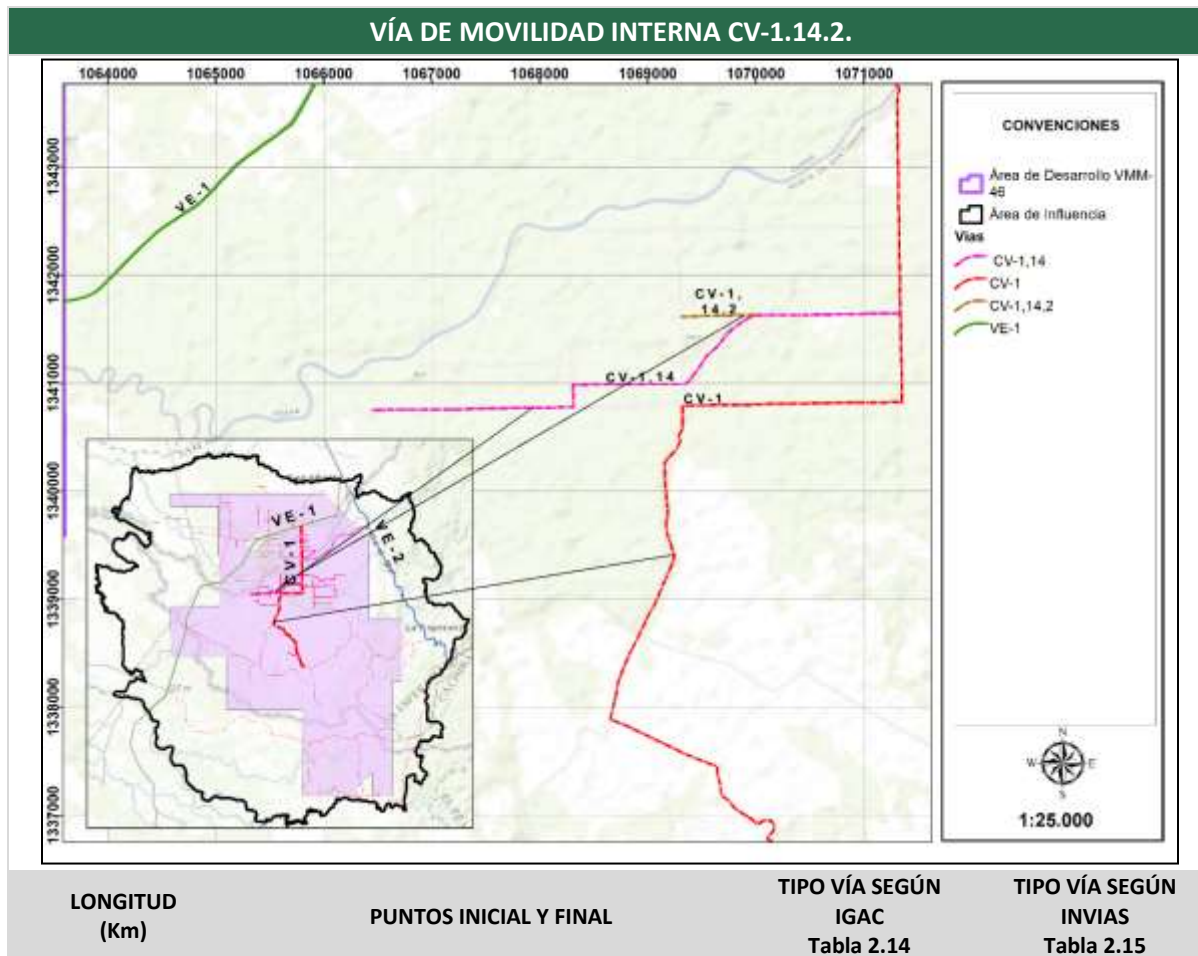 VÍA DE MOVILIDAD INTERNA CV-1.14.2.
1064000 1065000 1066000 1067000 1068000 1069000 1070000 1071000
1343000
1342000
1341000
1340000
1339000
1338000
1337000
VE-1
CV-1,
14,2
CV-1,14
CV-1
VE-1
CV-1
VE-2
CONVENCIONES
Área de Desarrollo VMM-
46
Área de Influencia
Vías
CV-1,14
CV-1
CV-1,14,2
VE-1
N
W E
S
1:25.000
LONGITUD
(Km)
PUNTOS INICIAL Y FINAL
TIPO VÍA SEGÚN
IGAC
Tabla 2.14
TIPO VÍA SEGÚN
INVIAS
Tabla 2.15